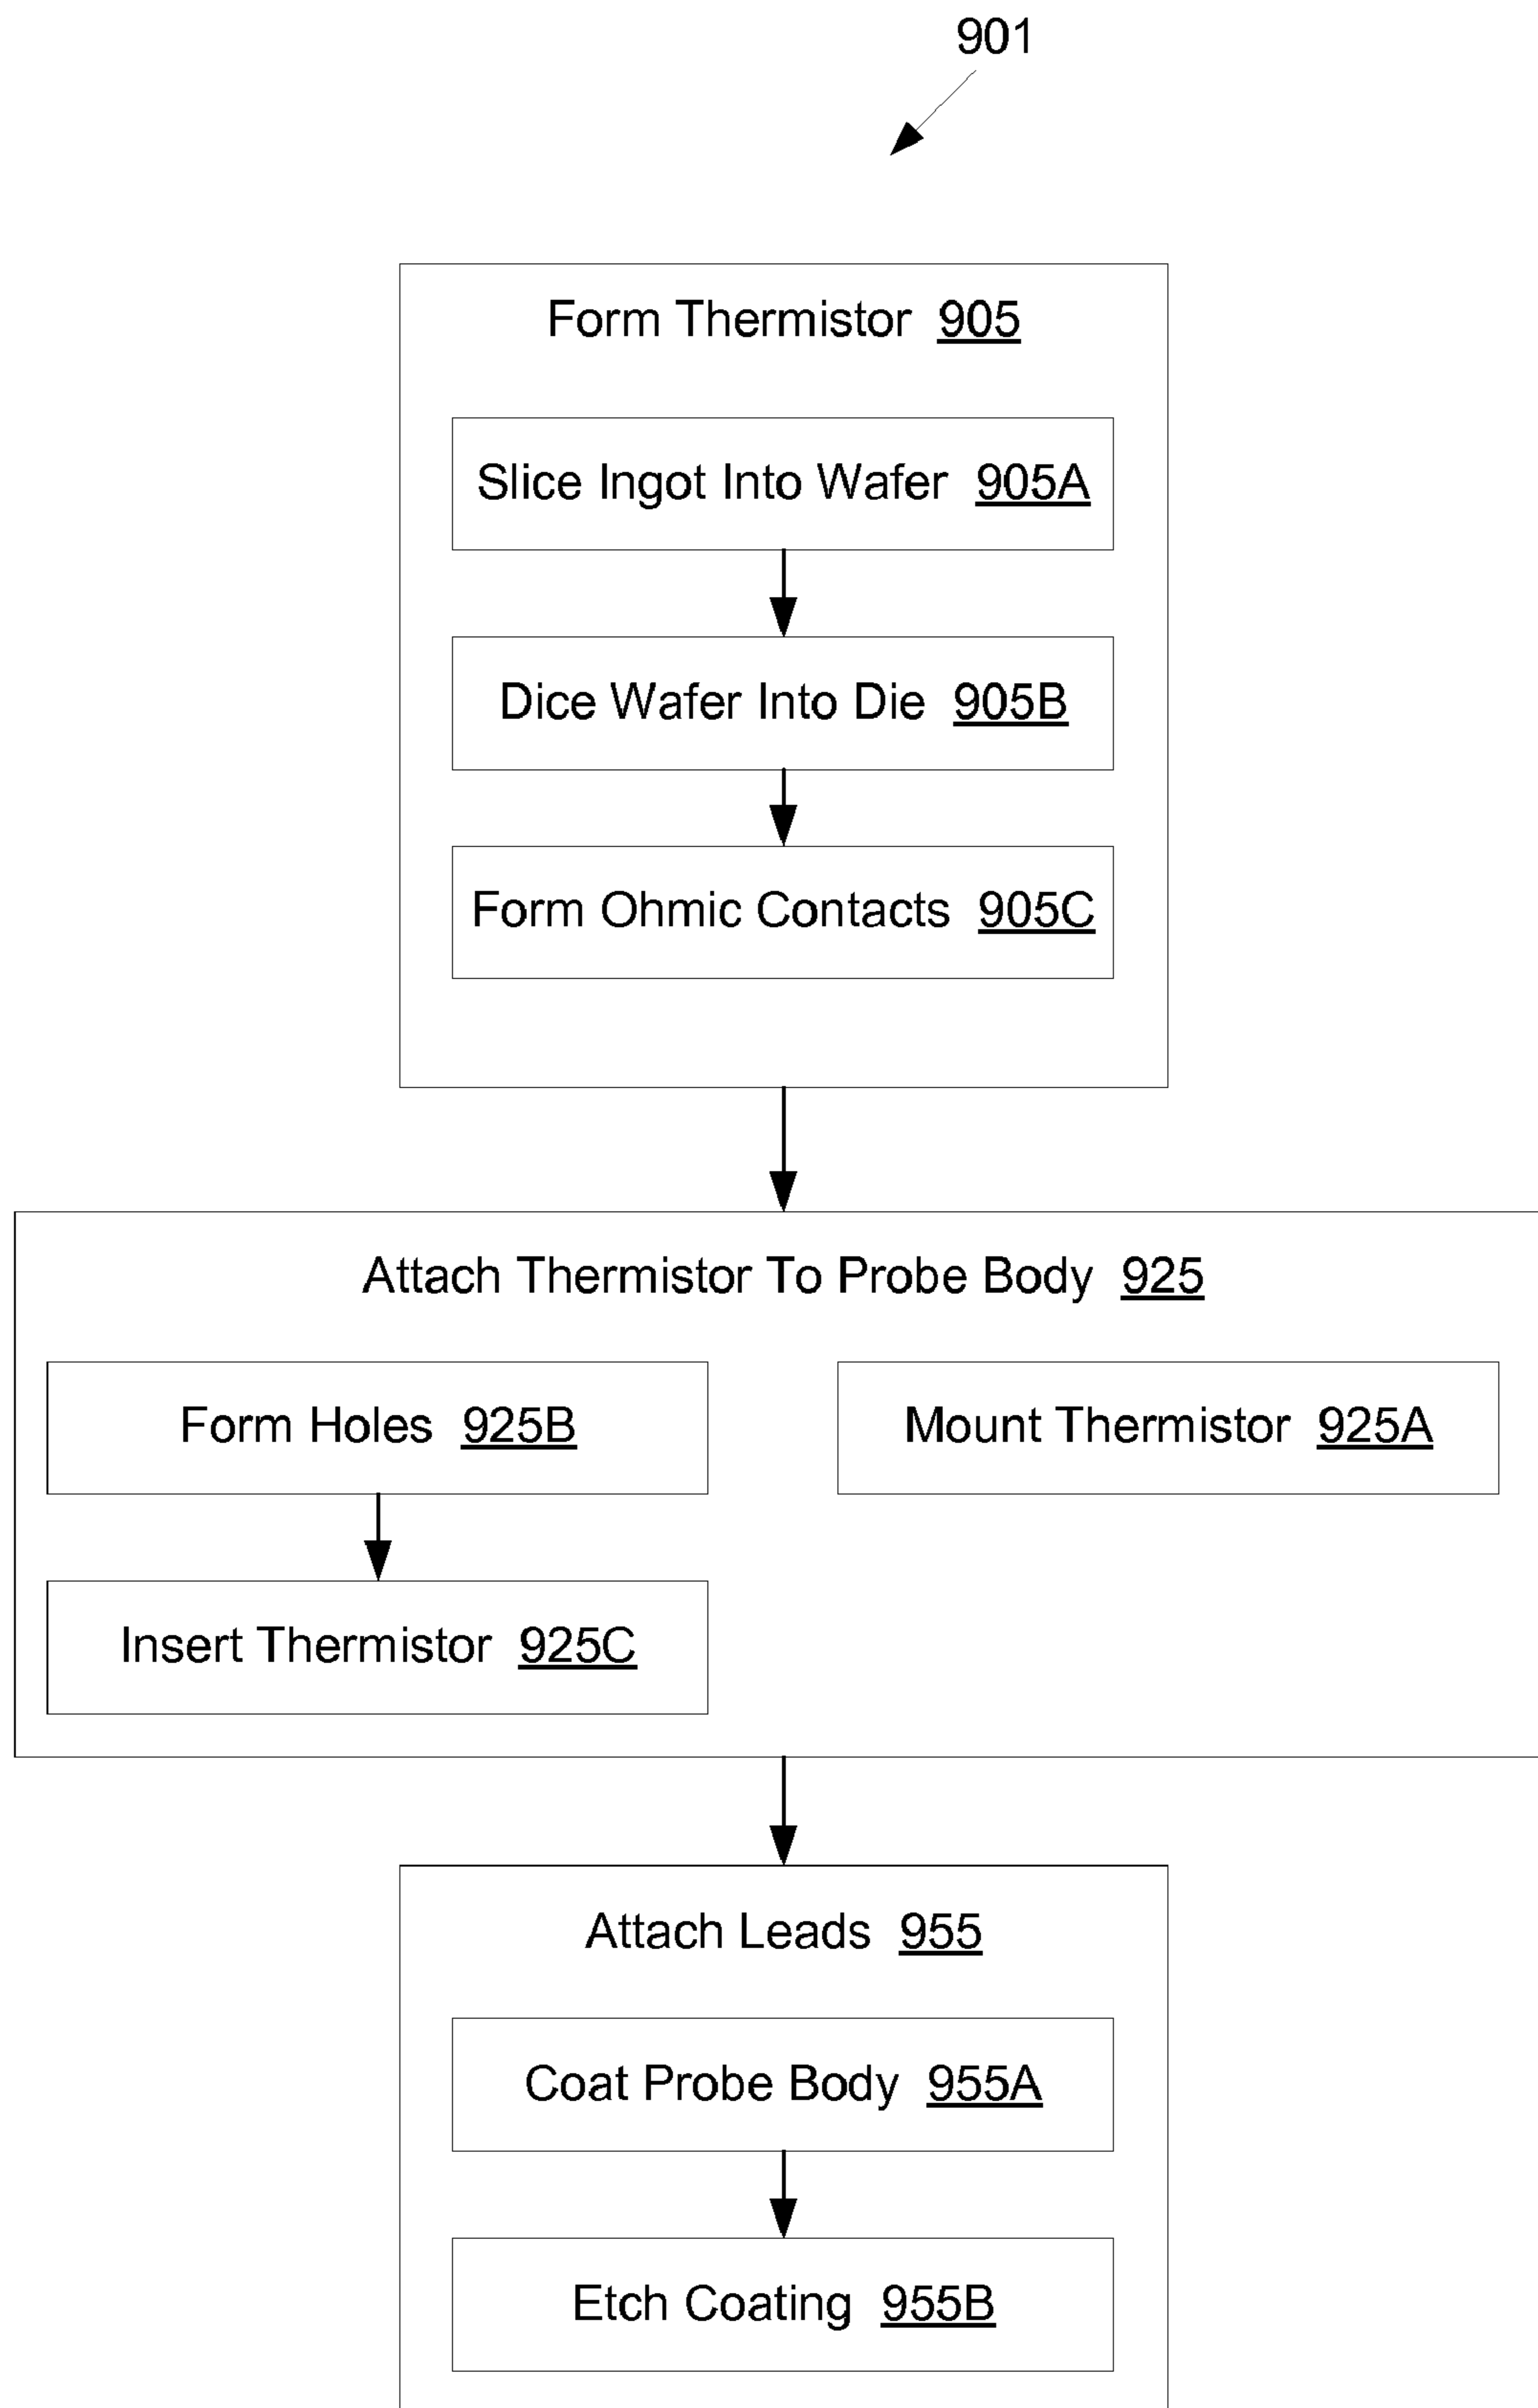 901
Form Thermistor 905
Slice Ingot Into Wafer 905A
Dice Wafer Into Die 905B
Form Ohmic Contacts 905C
Attach Thermistor To Probe Body 925
Form Holes 925B
Mount Thermistor 925A
Insert Thermistor 925C
Attach Leads 955
Coat Probe Body 955A
Etch Coating 955B